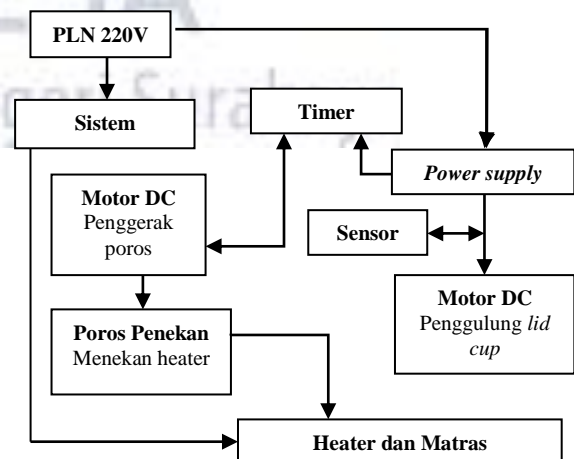 PLN 220V
Sistem
Timer
Power supply
Motor DC
Penggerak
poros
Sensor
Motor DC
Penggulung lid
cup
Poros Penekan
Menekan heater
Heater dan Matras